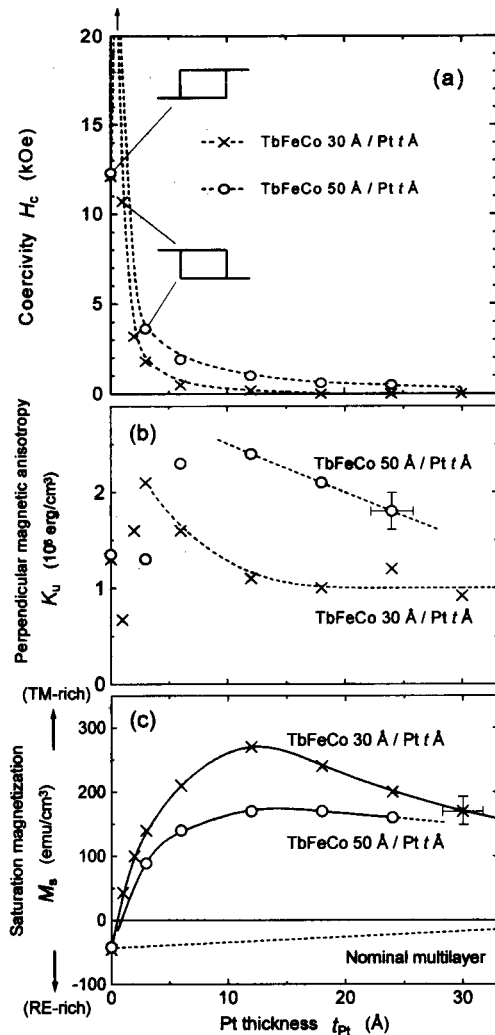 20
(a)
TbFeCo 30 Å / Pt t Å
15
TbFeCo 50 Å / Pt t Å
10
5
0
Coercivity Hc (kOe)
(b)
TbFeCo 50 Å / Pt t Å
2
1
TbFeCo 30 Å / Pt t Å
0
Perpendicular magnetic anisotropy
Ku (10⁶ erg/cm³)
(TM-rich)
300
(c)
TbFeCo 30 Å / Pt t Å
200
100
TbFeCo 50 Å / Pt t Å
0
Nominal multilayer
-100
Saturation magnetization
Ms (emu/cm³)
(RE-rich)
0 10 20 30
Pt thickness tPt (Å)